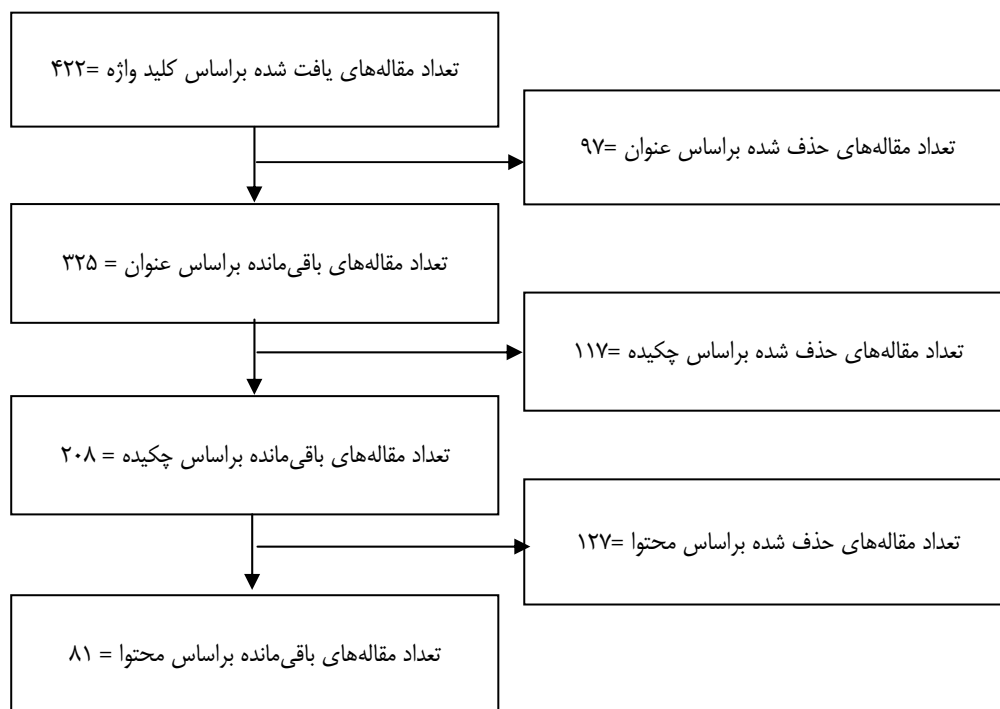 تعداد مقاله‌های یافت شده براساس کلید واژه =۴۲۲
تعداد مقاله‌های حذف شده براساس عنوان =۹۷
تعداد مقاله‌های باقی‌مانده براساس عنوان = ۳۲۵
تعداد مقاله‌های حذف شده براساس چکیده =۱۱۷
تعداد مقاله‌های باقی‌مانده براساس چکیده = ۲۰۸
تعداد مقاله‌های حذف شده براساس محتوا =۱۲۷
تعداد مقاله‌های باقی‌مانده براساس محتوا = ۸۱